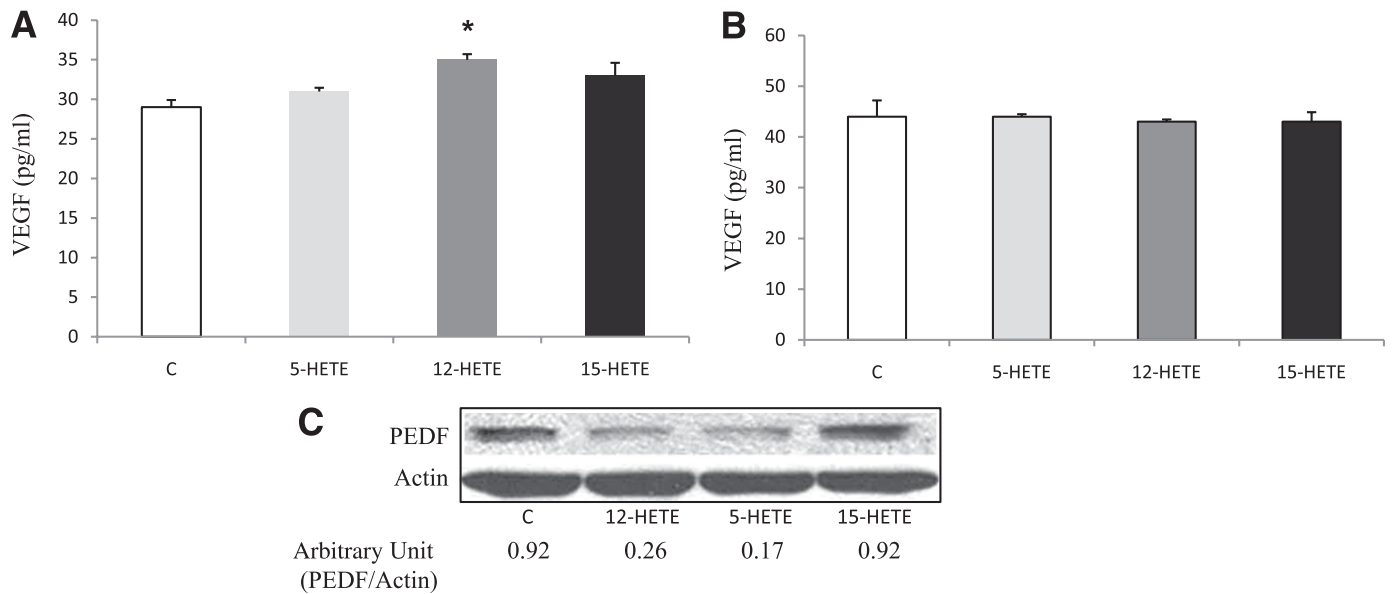 A
VEGF (pg/ml)
40
35
30
25
20
15
10
5
0
*
C 5-HETE 12-HETE 15-HETE
B
VEGF (pg/ml)
60
50
40
30
20
10
0
C 5-HETE 12-HETE 15-HETE
C
PEDF
Actin
C 12-HETE 5-HETE 15-HETE
Arbitrary Unit 0.92 0.26 0.17 0.92
(PEDF/Actin)